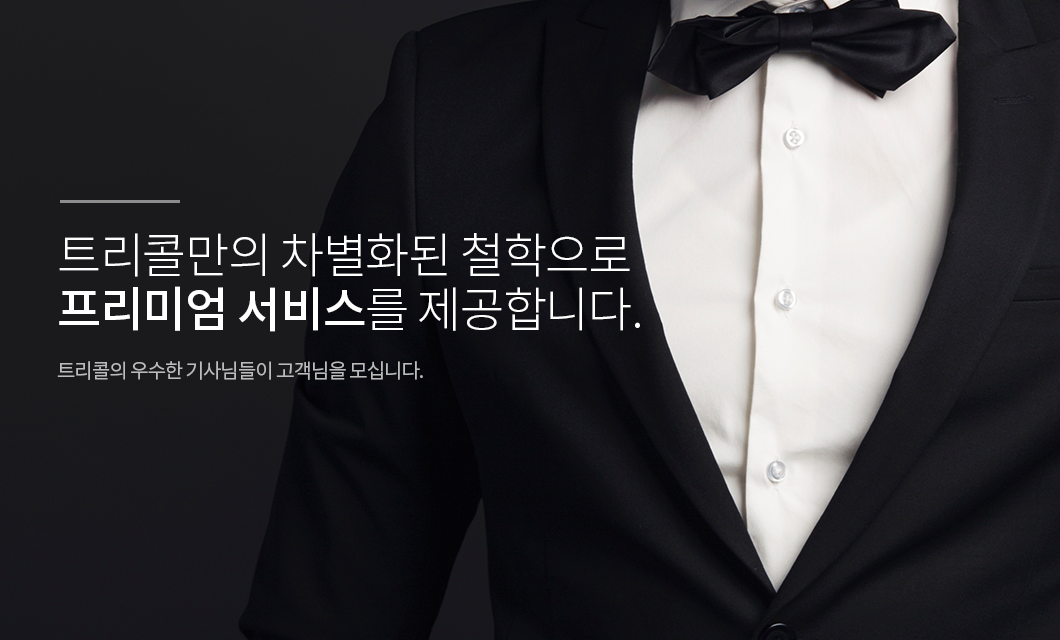 트리콜만의 차별화된 철학으로
프리미엄 서비스를 제공합니다.
트리콜의 우수한 기사님들이 고객님을 모십니다.